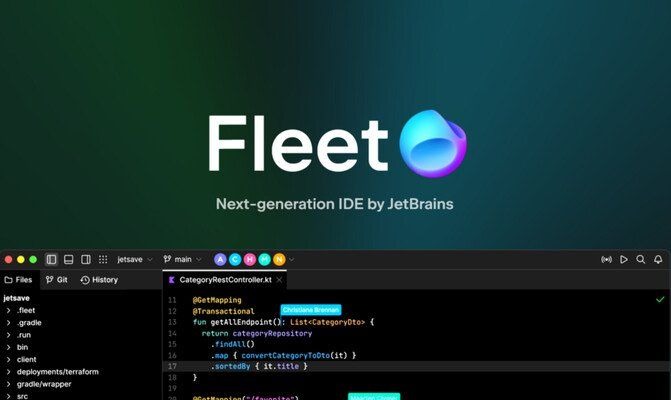 Fleet
Next-generation IDE by JetBrains
jetsave main A C H M N
Files Git History CategoryRestController.kt
jetsave
.fleet
.gradle
.run
bin
client
deployments/terraform
gradle/wrapper
src
11 @GetMapping
12 @Transactional Christiana Brennan
13 fun getAllEndpoint(): List<CategoryDto> {
14 return categoryRepository
15 .findAll()
16 .map { convertCategoryToDto(it) }
17 .sortedBy { it.title }
18 }
19
20 @GetMapping("/favorite")